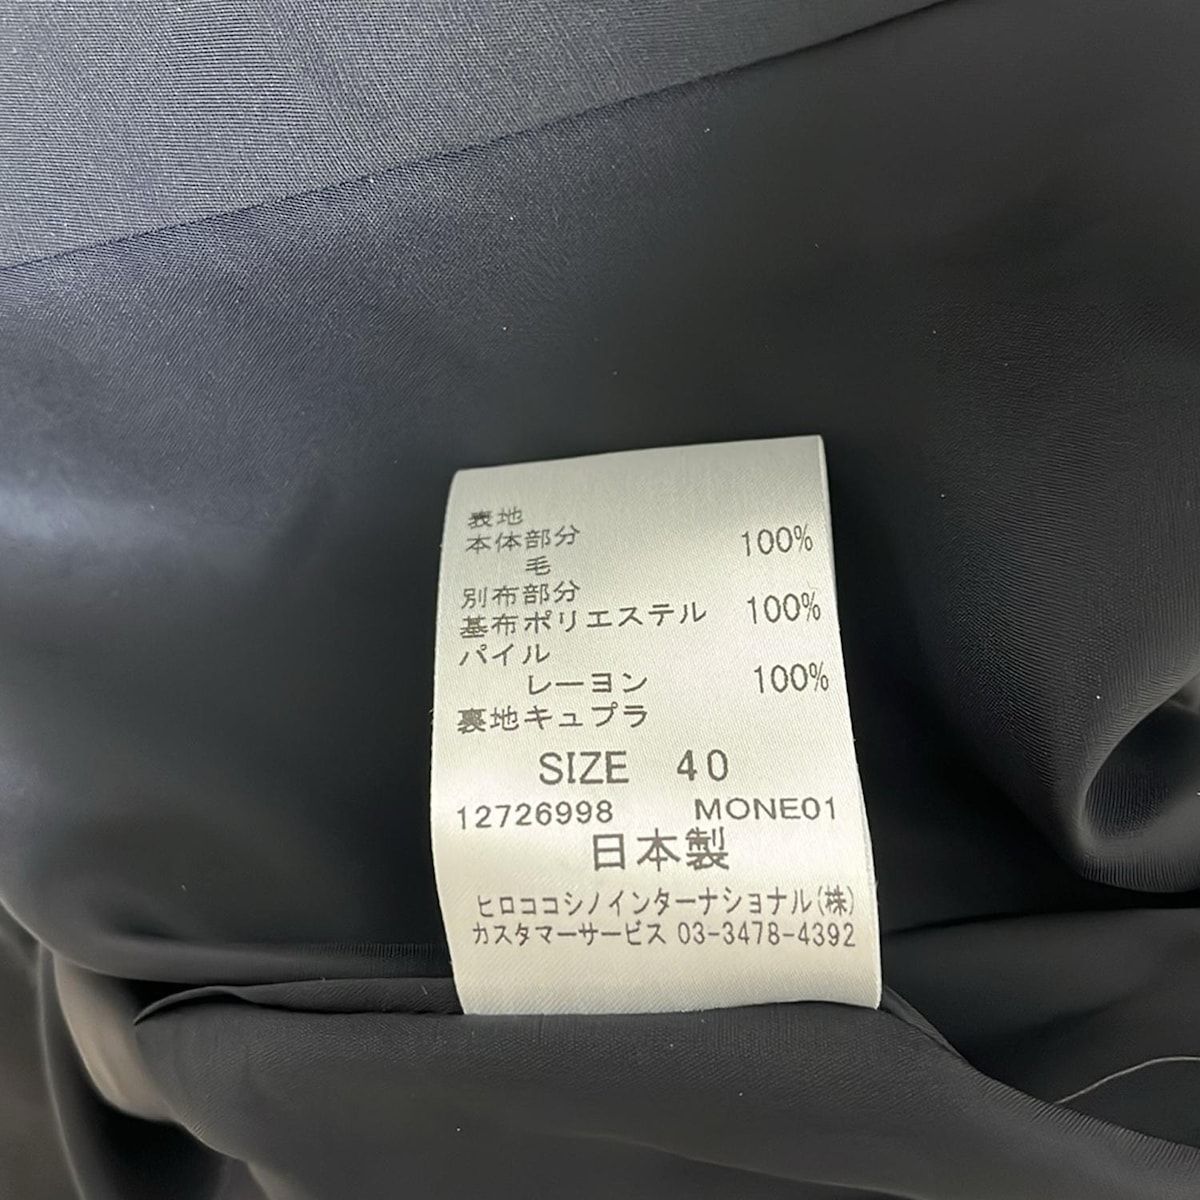 表地
本体部分
毛 100%
別布部分
基布ポリエステル 100%
パイル
レーヨン 100%
裏地キュプラ
SIZE 40
12726998 MONE01
日本製
ヒロココシノインターナショナル(株)
カスタマーサービス 03-3478-4392